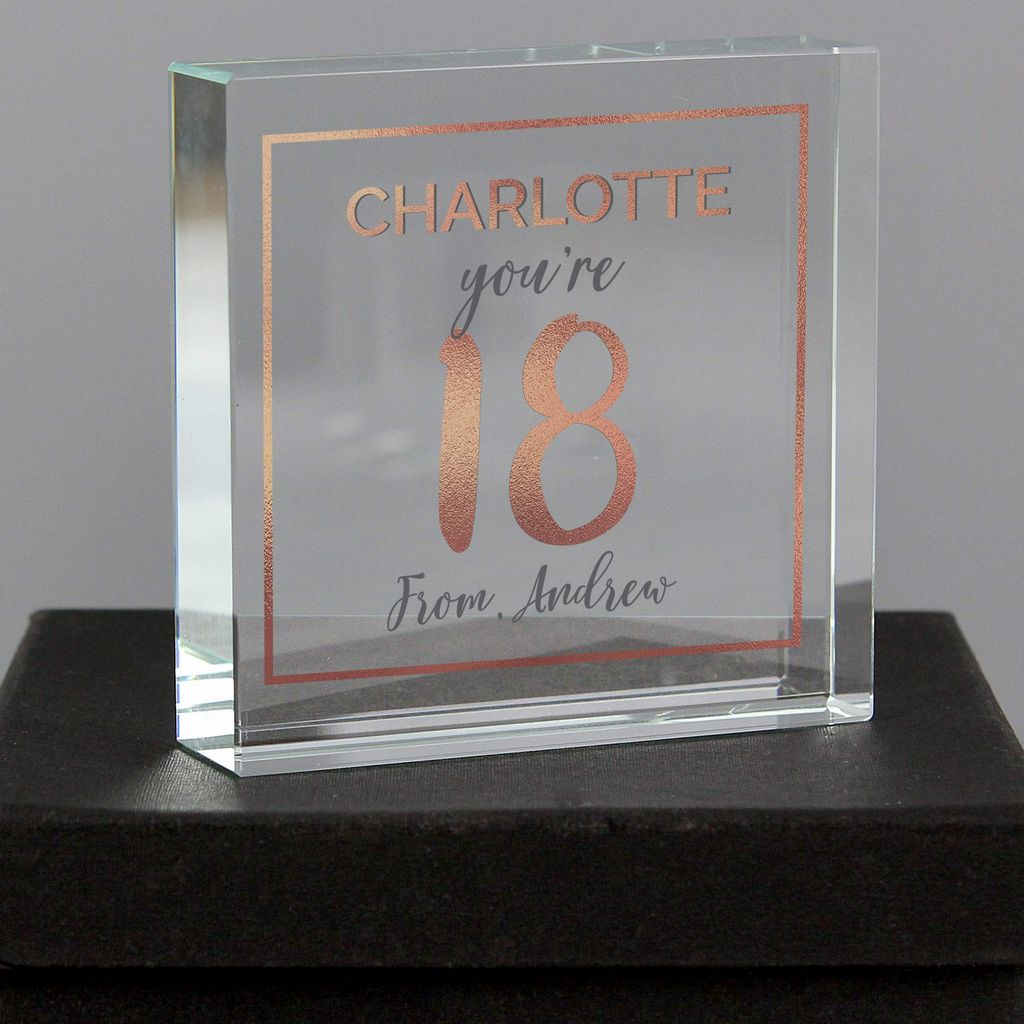 CHARLOTTE
you're
18
From, Andrew